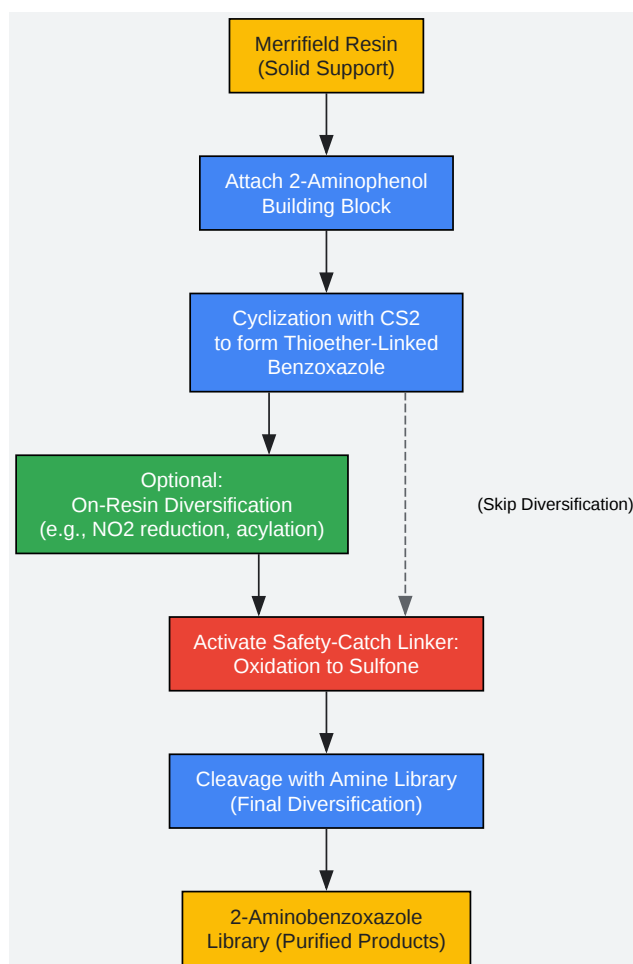 Merrifield Resin
(Solid Support)
Attach 2-Aminophenol
Building Block
Cyclization with CS2
to form Thioether-Linked
Benzoxazole
Optional:
On-Resin Diversification
(e.g., NO2 reduction, acylation)
(Skip Diversification)
Activate Safety-Catch Linker:
Oxidation to Sulfone
Cleavage with Amine Library
(Final Diversification)
2-Aminobenzoxazole
Library (Purified Products)